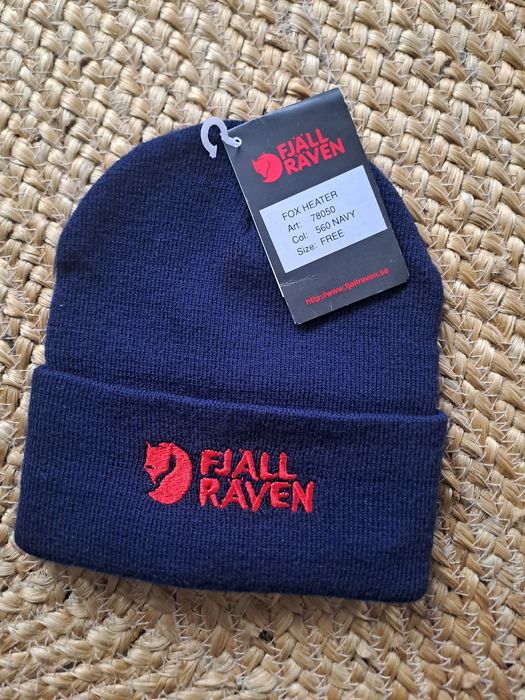 FJÄLL
RÄVEN
FOX HEATER
Art: 78050
Col: 560 NAVY
Size: FREE
http://www.fjallraven.se
FJÄLL
RÄVEN